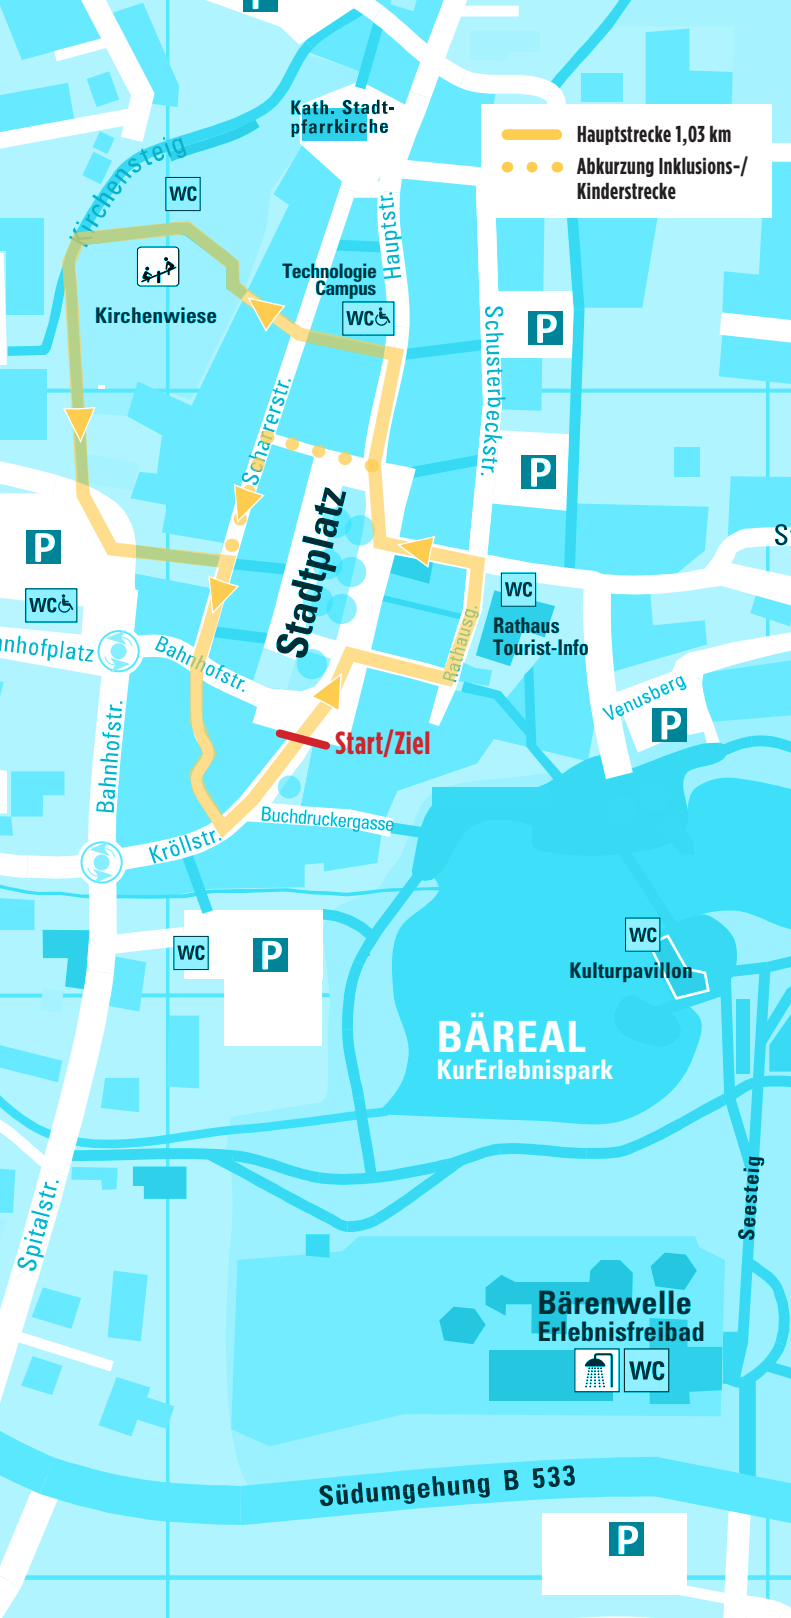 P
Kath. Stadt-
pfarrkirche
Hauptstrecke 1,03 km
Abkurzung Inklusions-/
Kinderstrecke
Kirchensteig
WC
Hauptstr.
Technologie
Campus
WC
Kirchenwiese
Schusterbeckstr.
P
Scharrerstr.
P
Stadtplatz
P
St
WC
WC
Rathaus
Tourist-Info
Rathausg.
nhofplatz
Bahnhofstr.
Venusberg
P
Bahnhofstr.
Start/Ziel
Buchdruckergasse
Kröllstr.
WC
P
WC
Kulturpavillon
BÄREAL
KurErlebnispark
Seesteig
Spitalstr.
Bärenwelle
Erlebnisfreibad
WC
Südumgehung B 533
P